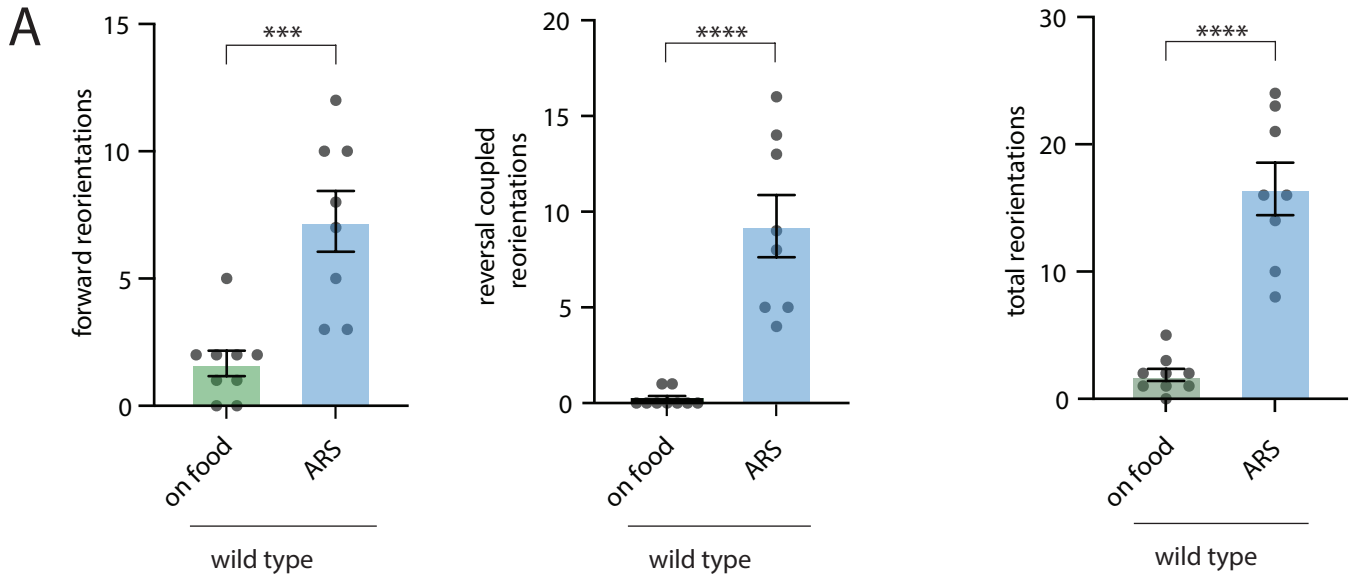 A
forward reorientations
15
10
5
0
***
on food
ARS
wild type
reversal coupled
reorientations
20
15
10
5
0
****
on food
ARS
wild type
total reorientations
30
20
10
0
****
on food
ARS
wild type